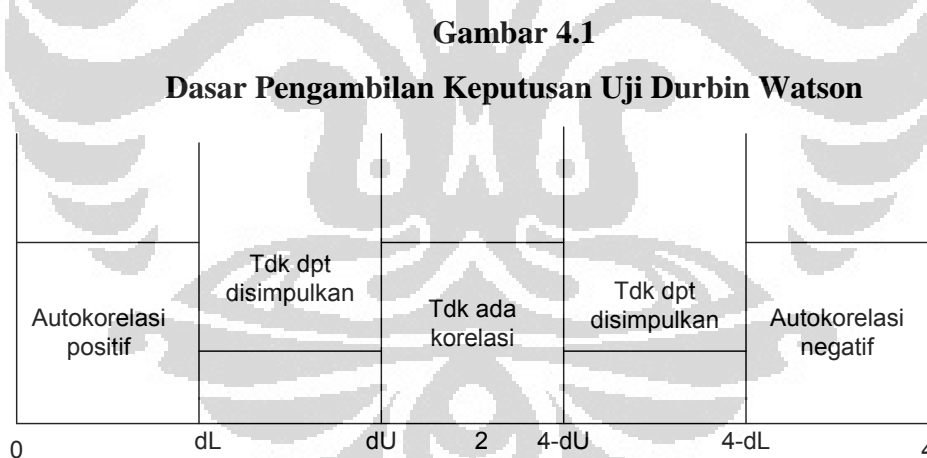 Gambar 4.1
Dasar Pengambilan Keputusan Uji Durbin Watson
Autokorelasi
positif
Tdk dpt
disimpulkan
Tdk ada
korelasi
Tdk dpt
disimpulkan
Autokorelasi
negatif
0 dL dU 2 4-dU 4-dL 4